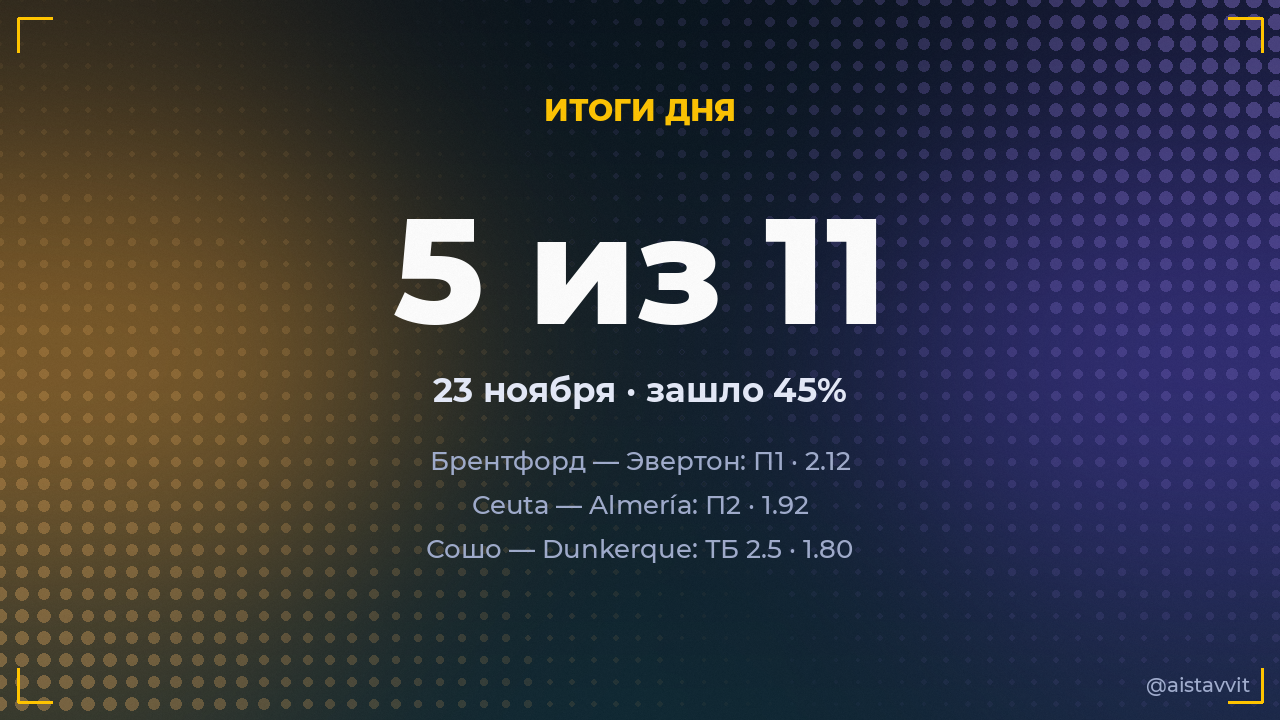 ИТОГИ ДНЯ
5 из 11
23 ноября · зашло 45%
Брентфорд — Эвертон: П1 · 2.12
Ceuta — Almería: П2 · 1.92
Сошо — Dunkerque: ТБ 2.5 · 1.80
@aistavvit